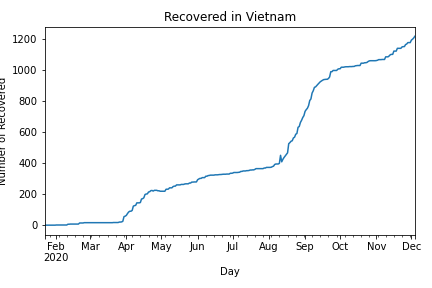 Recovered in Vietnam
Number of Recovered
1200
1000
800
600
400
200
0
Feb Mar Apr May Jun Jul Aug Sep Oct Nov Dec
2020
Day